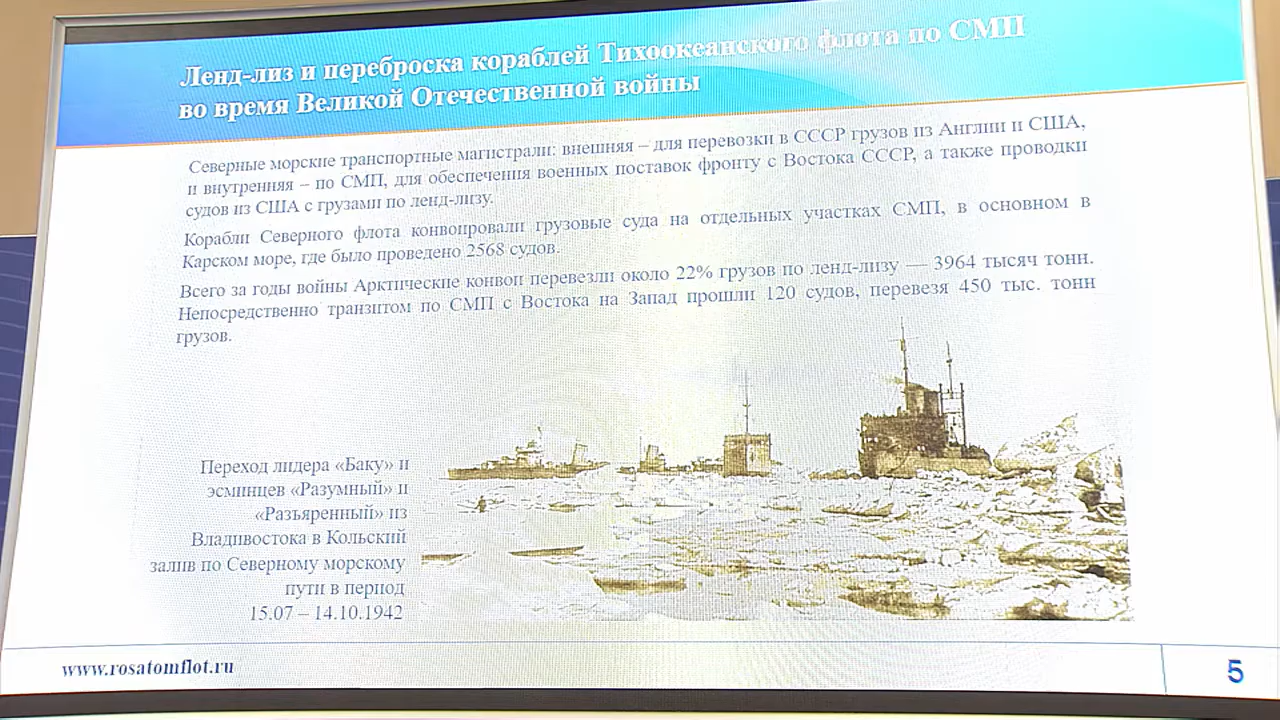 Ленд-лиз и переброска кораблей Тихоокеанского флота по СМП
во время Великой Отечественной войны
Северные морские транспортные магистрали: внешняя – для перевозки в СССР грузов из Англии и США,
и внутренняя – по СМП, для обеспечения военных поставок фронту с Востока СССР, а также проводки
судов из США с грузами по ленд-лизу.
Корабли Северного флота конвоировали грузовые суда на отдельных участках СМП, в основном в
Карском море, где было проведено 2568 судов.
Всего за годы войны Арктические конвои перевезли около 22% грузов по ленд-лизу — 3964 тысяч тонн.
Непосредственно транзитом по СМП с Востока на Запад прошли 120 судов, перевезя 450 тыс. тонн
грузов.
Переход лидера «Баку» и
эсминцев «Разумный» и
«Разъяренный» из
Владивостока в Кольский
залив по Северному морскому
пути в период
15.07 – 14.10.1942
www.rosatomflot.ru
5